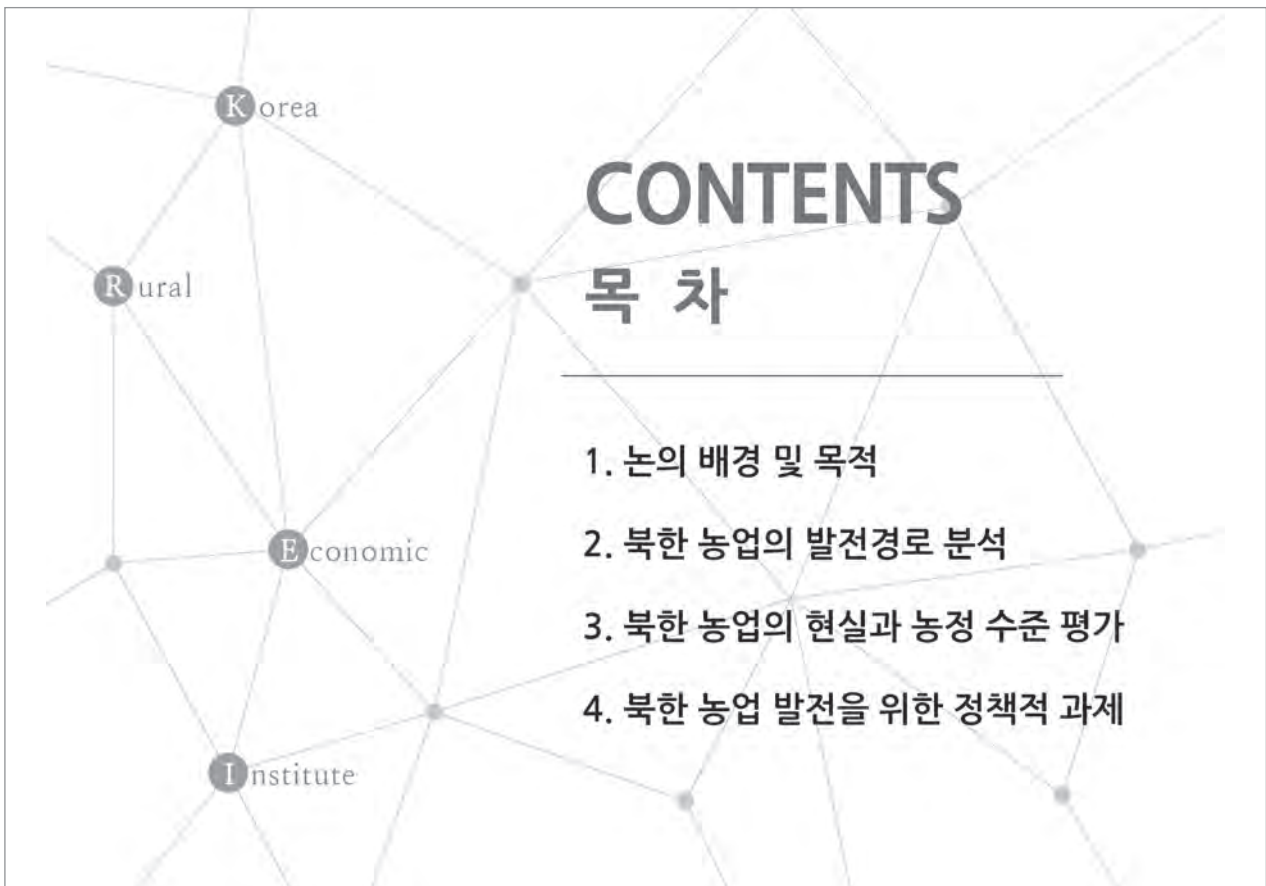 Korea
Rural
Economic
Institute
CONTENTS
목 차
1. 논의 배경 및 목적
2. 북한 농업의 발전경로 분석
3. 북한 농업의 현실과 농정 수준 평가
4. 북한 농업 발전을 위한 정책적 과제